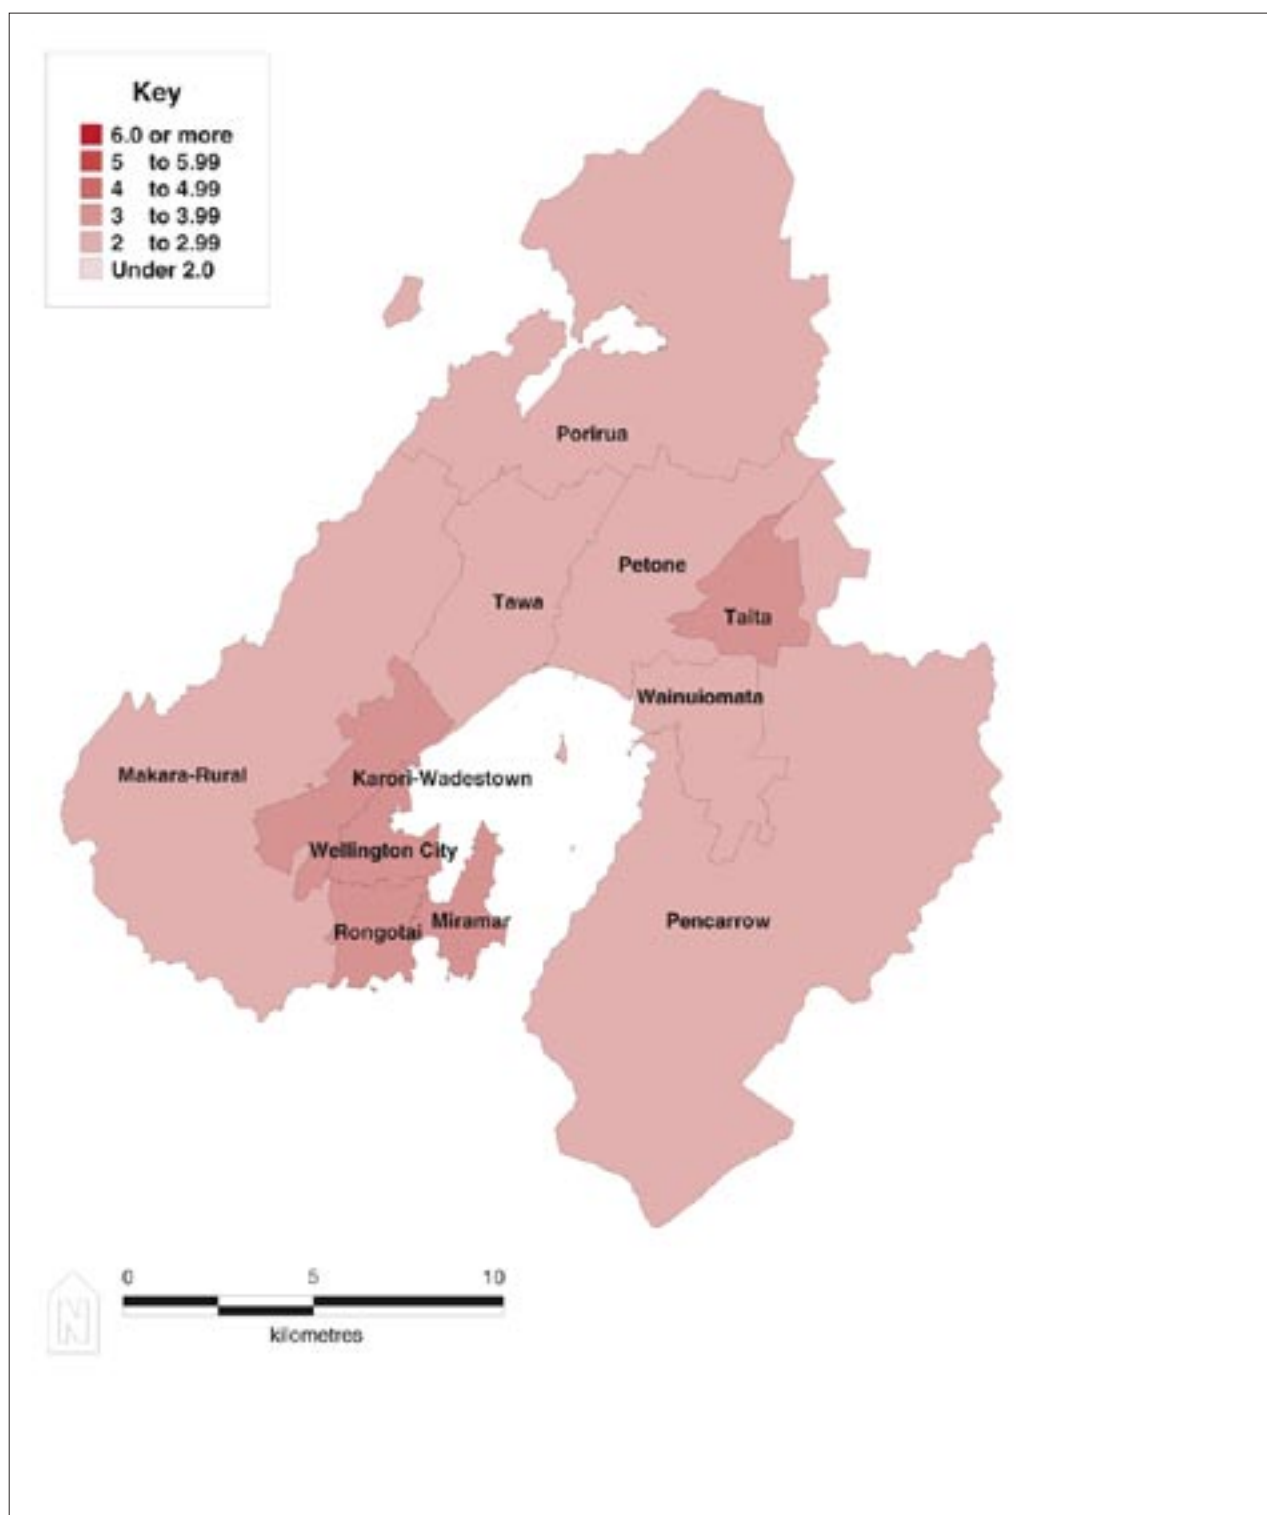 Key
6.0 or more
5 to 5.99
4 to 4.99
3 to 3.99
2 to 2.99
Under 2.0
Porirua
Petone
Tawa
Taita
Wainuiomata
Makara-Rural
Karori-Wadestown
Wellington City
Rongotai
Miramar
Pencarrow
0 5 10
N
kilometres